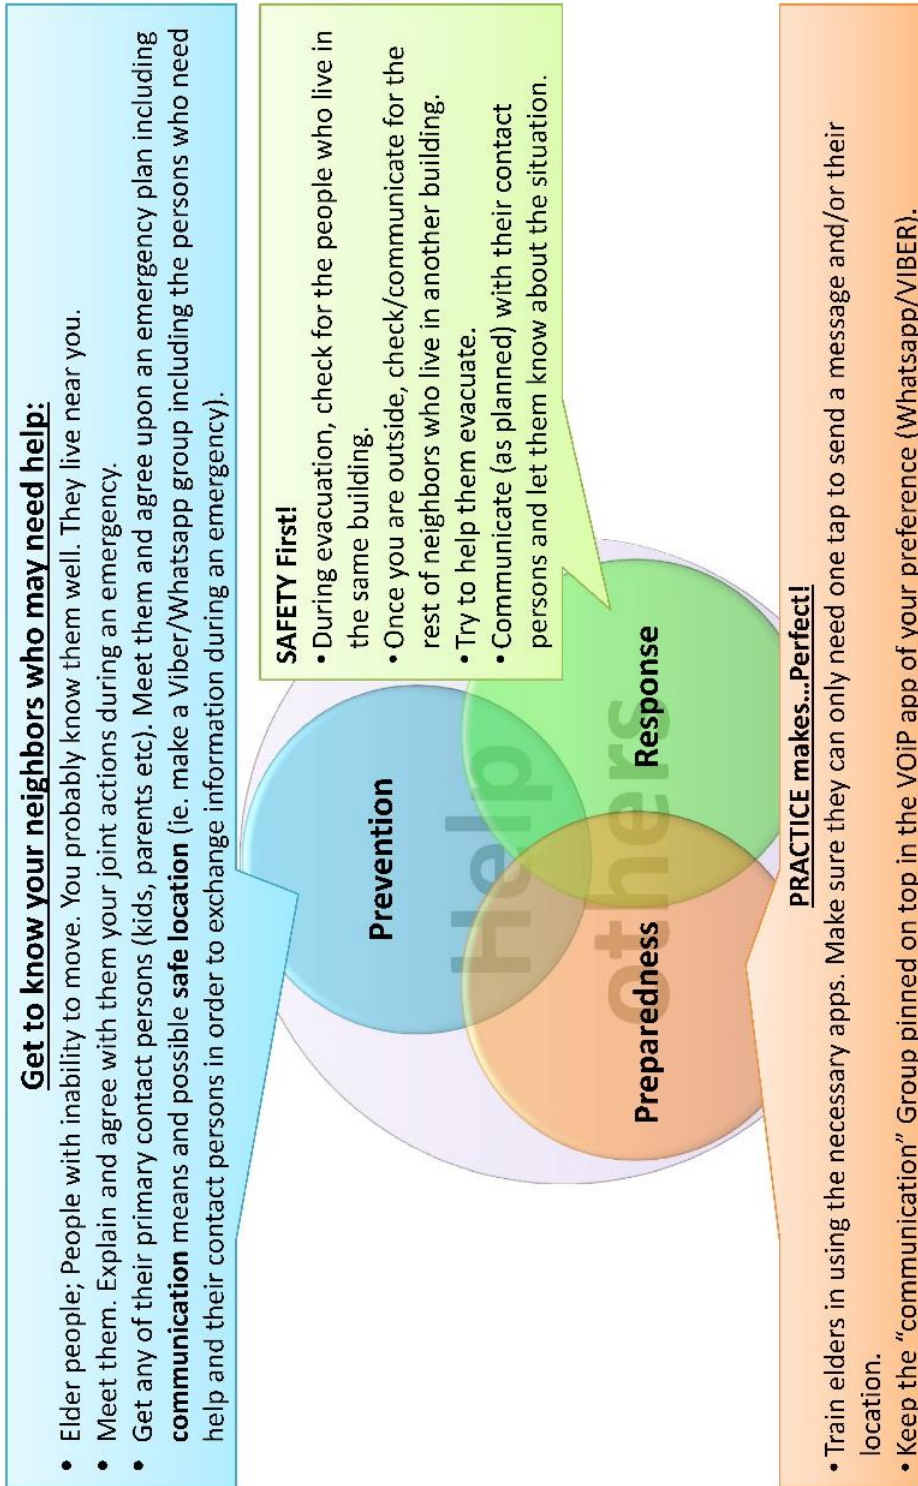 Get to know your neighbors who may need help:
• Elder people; People with inability to move. You probably know them well. They live near you.
• Meet them. Explain and agree with them your joint actions during an emergency.
• Get any of their primary contact persons (kids, parents etc). Meet them and agree upon an emergency plan including
communication means and possible safe location (ie. make a Viber/Whatsapp group including the persons who need
help and their contact persons in order to exchange information during an emergency).
SAFETY First!
• During evacuation, check for the people who live in
the same building.
• Once you are outside, check/communicate for the
rest of neighbors who live in another building.
• Try to help them evacuate.
• Communicate (as planned) with their contact
persons and let them know about the situation.
Prevention
Help
others
Preparedness
Response
PRACTICE makes...Perfect!
• Train elders in using the necessary apps. Make sure they can only need one tap to send a message and/or their
location.
• Keep the “communication” Group pinned on top in the VOiP app of your preference (Whatsapp/VIBER).